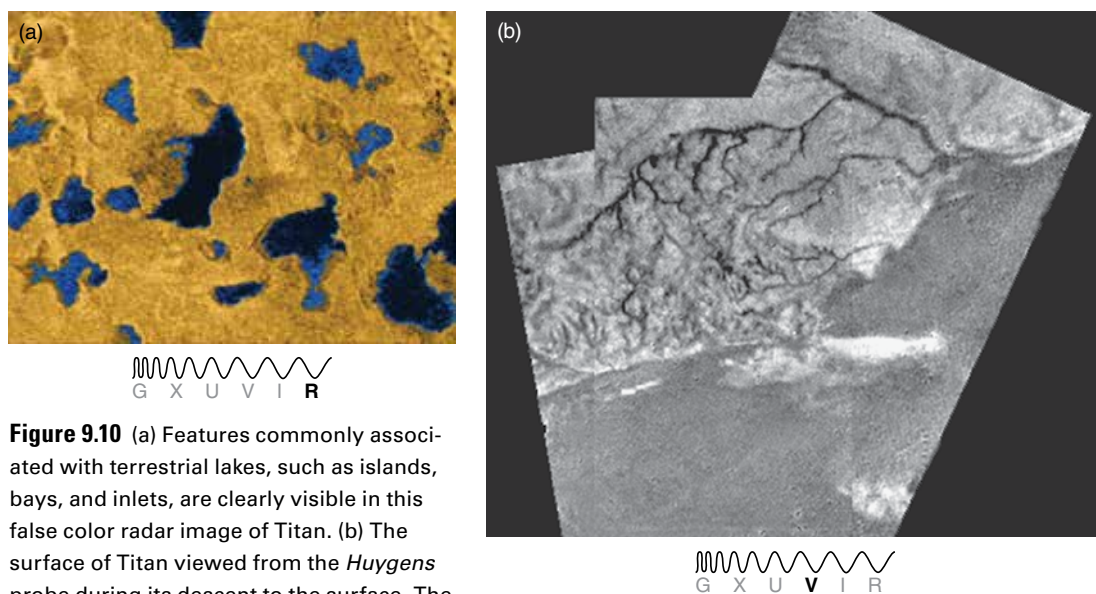 (a)
G X U V I R
Figure 9.10 (a) Features commonly associ-
ated with terrestrial lakes, such as islands,
bays, and inlets, are clearly visible in this
false color radar image of Titan. (b) The
surface of Titan viewed from the Huygens
probe during its descent to the surface. The
(b)
G X U V I R